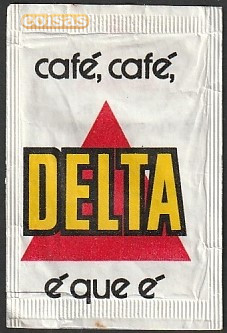 coisas
café, café,
DELTA
é que é